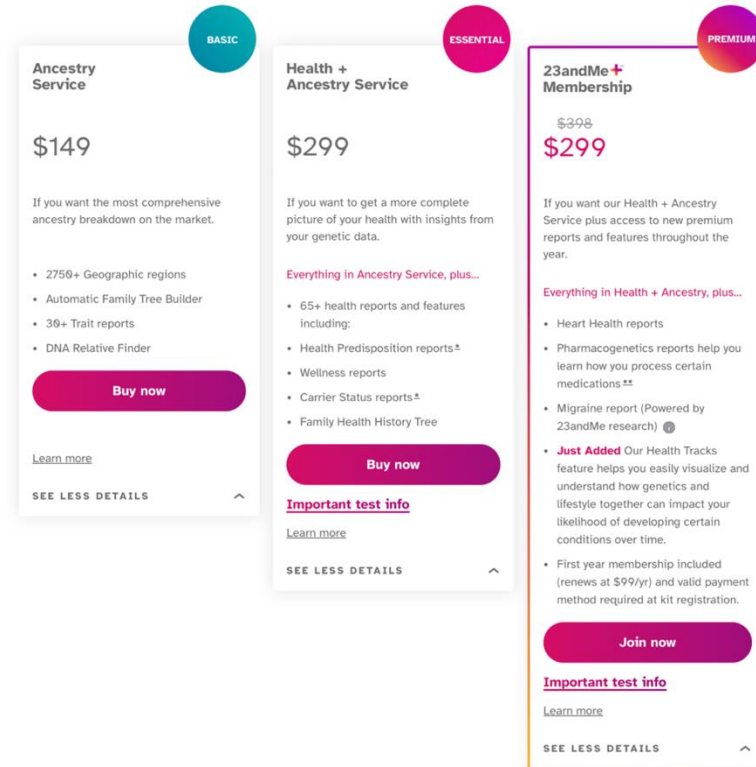 BASIC
Ancestry
Service
$149
If you want the most comprehensive
ancestry breakdown on the market.
• 2750+ Geographic regions
• Automatic Family Tree Builder
• 30+ Trait reports
• DNA Relative Finder
Buy now
Learn more
SEE LESS DETAILS
ESSENTIAL
Health +
Ancestry Service
$299
If you want to get a more complete
picture of your health with insights from
your genetic data.
Everything in Ancestry Service, plus...
• 65+ health reports and features
including:
• Health Predisposition reports*
• Wellness reports
• Carrier Status reports*
• Family Health History Tree
Buy now
Important test info
Learn more
SEE LESS DETAILS
PREMIUM
23andMe+
Membership
$398
$299
If you want our Health + Ancestry
Service plus access to new premium
reports and features throughout the
year.
Everything in Health + Ancestry, plus...
• Heart Health reports
• Pharmacogenetics reports help you
learn how you process certain
medications**
• Migraine report (Powered by
23andMe research) i
• Just Added Our Health Tracks
feature helps you easily visualize and
understand how genetics and
lifestyle together can impact your
likelihood of developing certain
conditions over time.
• First year membership included
(renews at $99/yr) and valid payment
method required at kit registration.
Join now
Important test info
Learn more
SEE LESS DETAILS